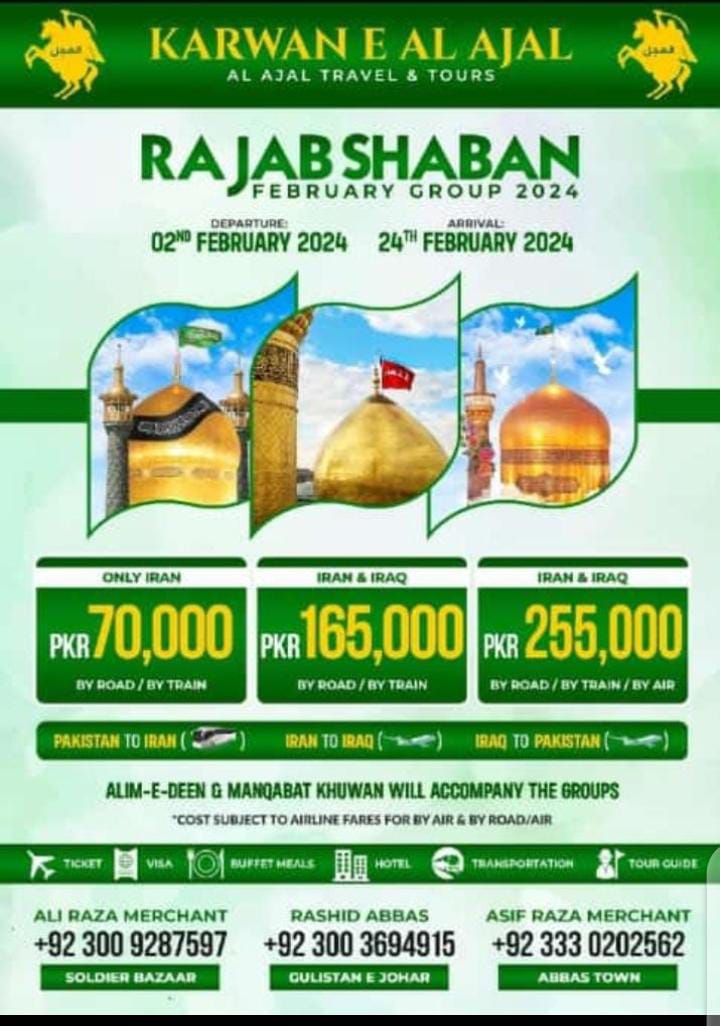 KARWAN E AL AJAL
AL AJAL TRAVEL & TOURS
RAJAB SHABAN
FEBRUARY GROUP 2024
DEPARTURE: ARRIVAL:
02ND FEBRUARY 2024 24TH FEBRUARY 2024
ONLY IRAN IRAN & IRAQ IRAN & IRAQ
PKR 70,000 PKR 165,000 PKR 255,000
BY ROAD / BY TRAIN BY ROAD / BY TRAIN BY ROAD / BY TRAIN / BY AIR
PAKISTAN TO IRAN ( ) IRAN TO IRAQ ( ) IRAQ TO PAKISTAN ( )
ALIM-E-DEEN & MANQABAT KHUWAN WILL ACCOMPANY THE GROUPS
*COST SUBJECT TO AIRLINE FARES FOR BY AIR & BY ROAD/AIR
TICKET VISA BUFFET MEALS HOTEL TRANSPORTATION TOUR GUIDE
ALI RAZA MERCHANT RASHID ABBAS ASIF RAZA MERCHANT
+92 300 9287597 +92 300 3694915 +92 333 0202562
SOLDIER BAZAAR GULISTAN E JOHAR ABBAS TOWN